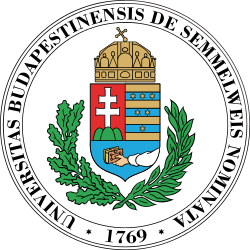 UNIVERSITAS BUDAPESTINENSIS DE SEMMELWEIS NOMINATA
· 1769 ·